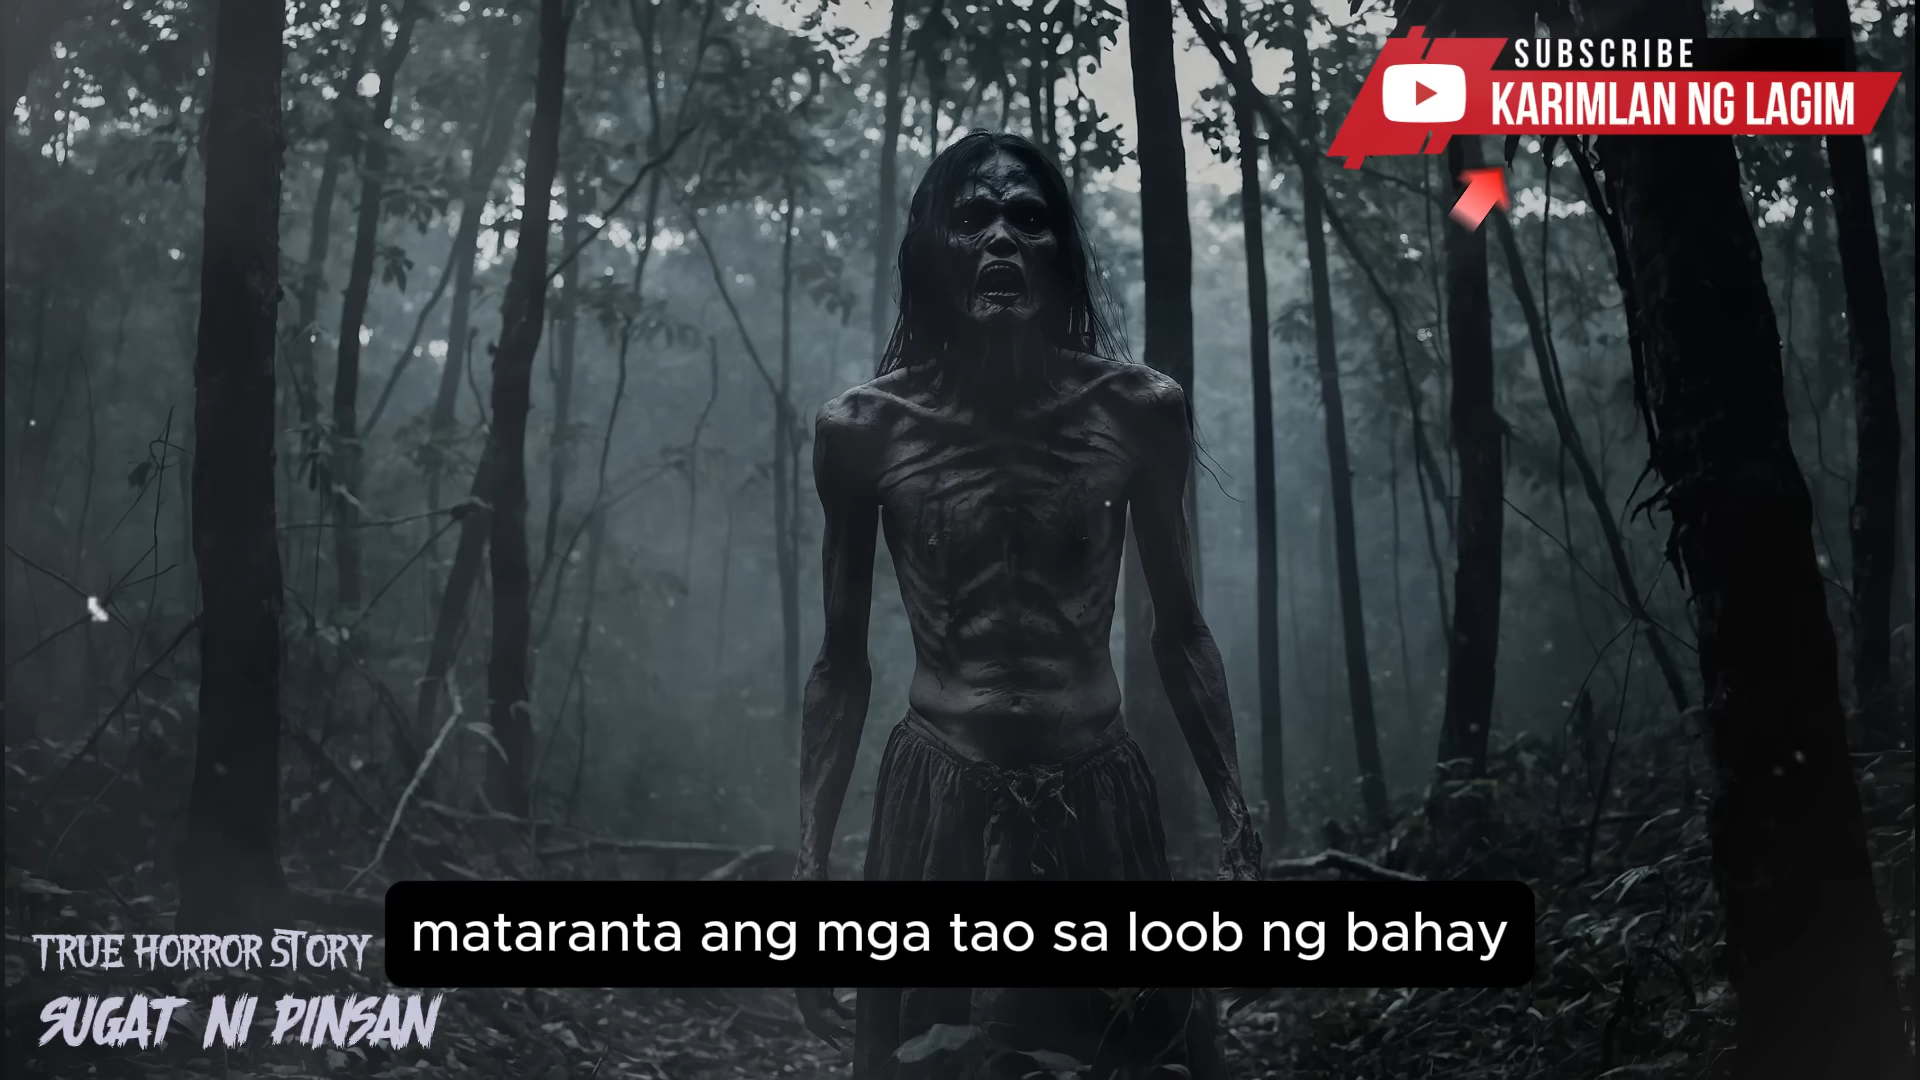 SUBSCRIBE
KARIMLAN NG LAGIM
mataranta ang mga tao sa loob ng bahay
TRUE HORROR STORY
SUGAT NI PINSAN